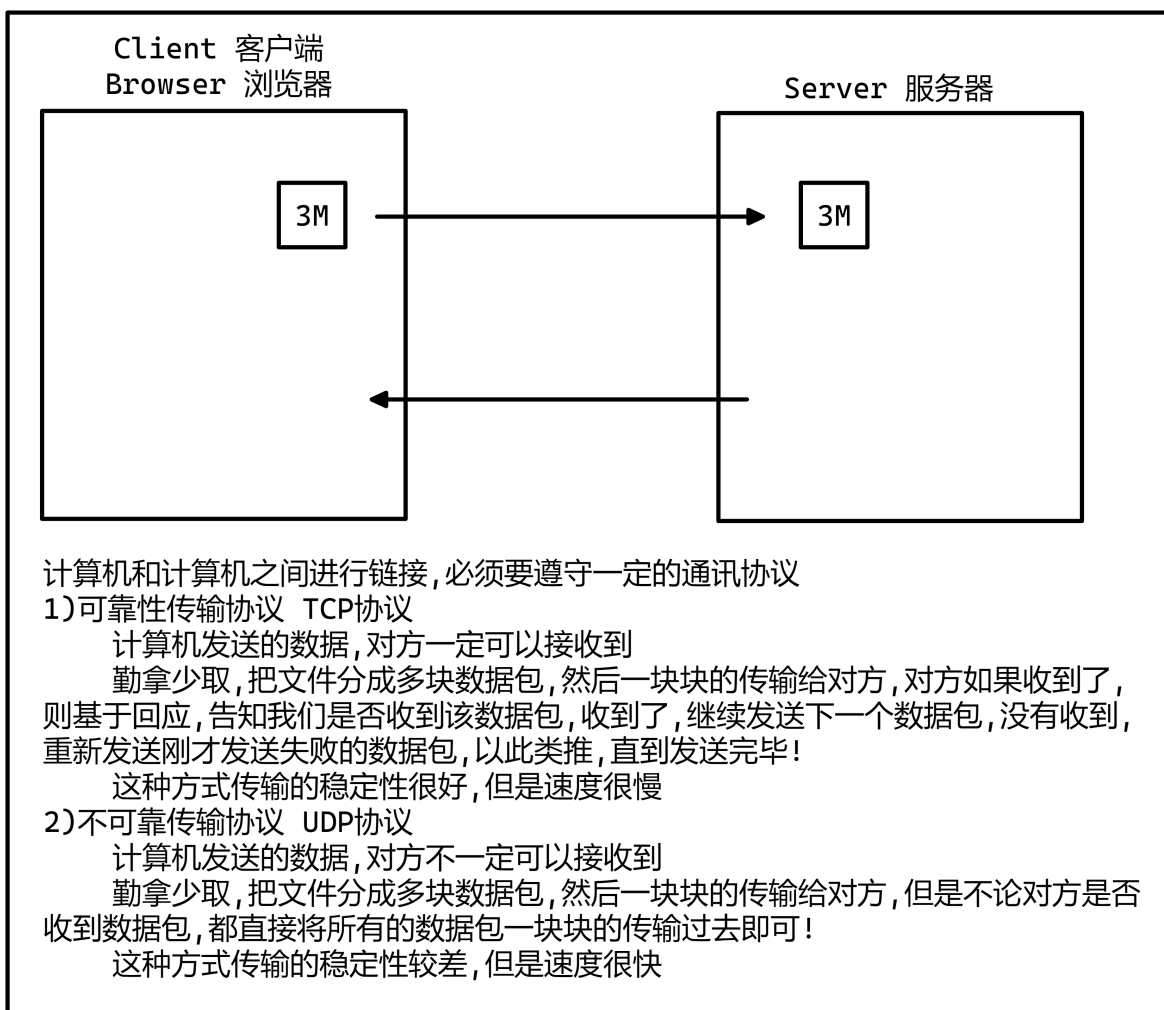 Client 客户端
Browser 浏览器
Server 服务器
3M
3M
计算机和计算机之间进行链接,必须要遵守一定的通讯协议
1)可靠性传输协议 TCP协议
计算机发送的数据,对方一定可以接收到
勤拿少取,把文件分成多块数据包,然后一块块的传输给对方,对方如果收到了,
则基于回应,告知我们是否收到该数据包,收到了,继续发送下一个数据包,没有收到,
重新发送刚才发送失败的数据包,以此类推,直到发送完毕!
这种方式传输的稳定性很好,但是速度很慢
2)不可靠传输协议 UDP协议
计算机发送的数据,对方不一定可以接收到
勤拿少取,把文件分成多块数据包,然后一块块的传输给对方,但是不论对方是否
收到数据包,都直接将所有的数据包一块块的传输过去即可!
这种方式传输的稳定性较差,但是速度很快